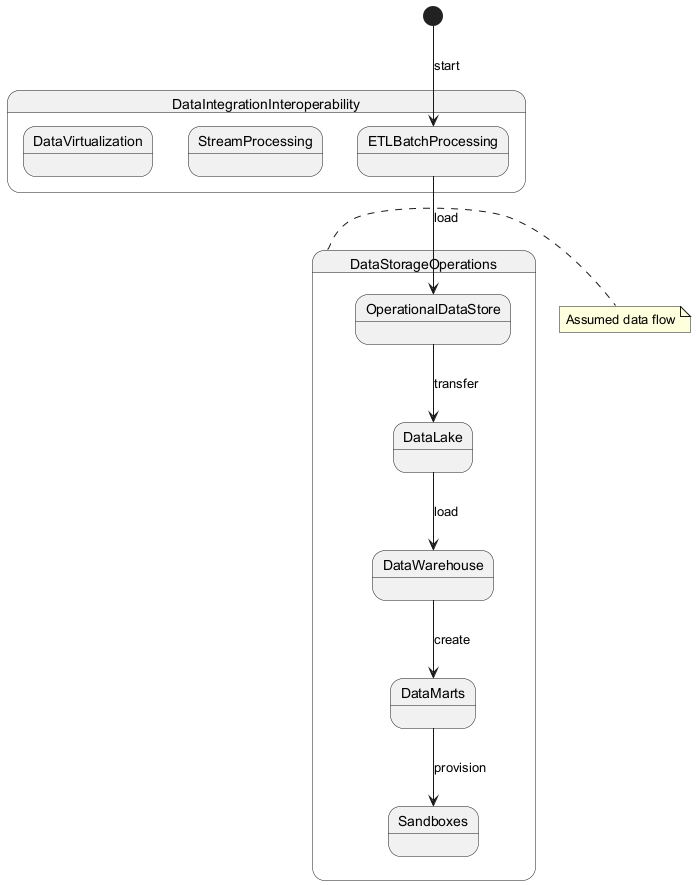 start
DataIntegrationInteroperability
DataVirtualization
StreamProcessing
ETLBatchProcessing
load
DataStorageOperations
OperationalDataStore
Assumed data flow
transfer
DataLake
load
DataWarehouse
create
DataMarts
provision
Sandboxes